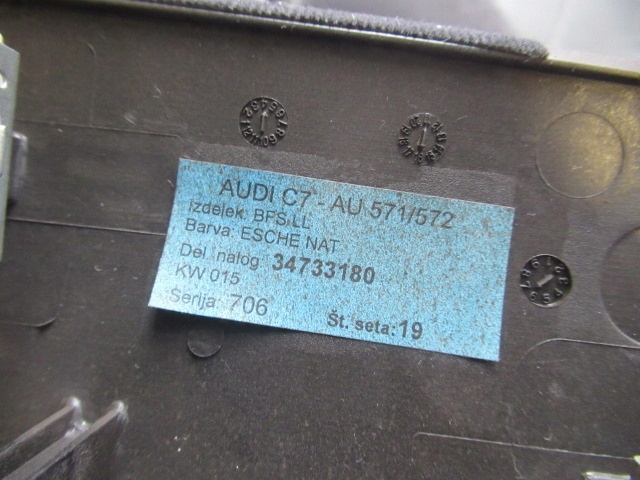 AUDI C7 - AU 571/572
Izdelek: BFS LL
Barva: ESCHE NAT
Del. nalog: 34733180
KW 015
Serija: 706 Št. seta: 19